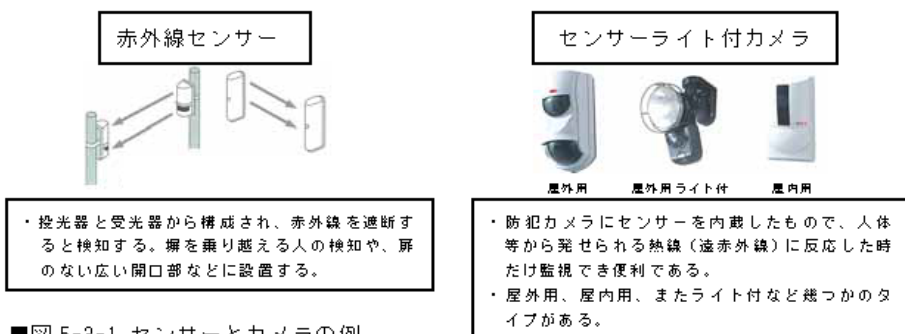 赤外線センサー
・投光器と受光器から構成され、赤外線を遮断す
ると検知する。塀を乗り越える人の検知や、扉
のない広い開口部などに設置する。
センサーライト付カメラ
屋外用 屋外用ライト付 屋内用
・防犯カメラにセンサーを内蔵したもので、人体
等から発せられる熱線（遠赤外線）に反応した時
だけ監視でき便利である。
・屋外用、屋内用、またライト付など幾つかのタ
イプがある。
■図 5-2-1 センサーとカメラの例